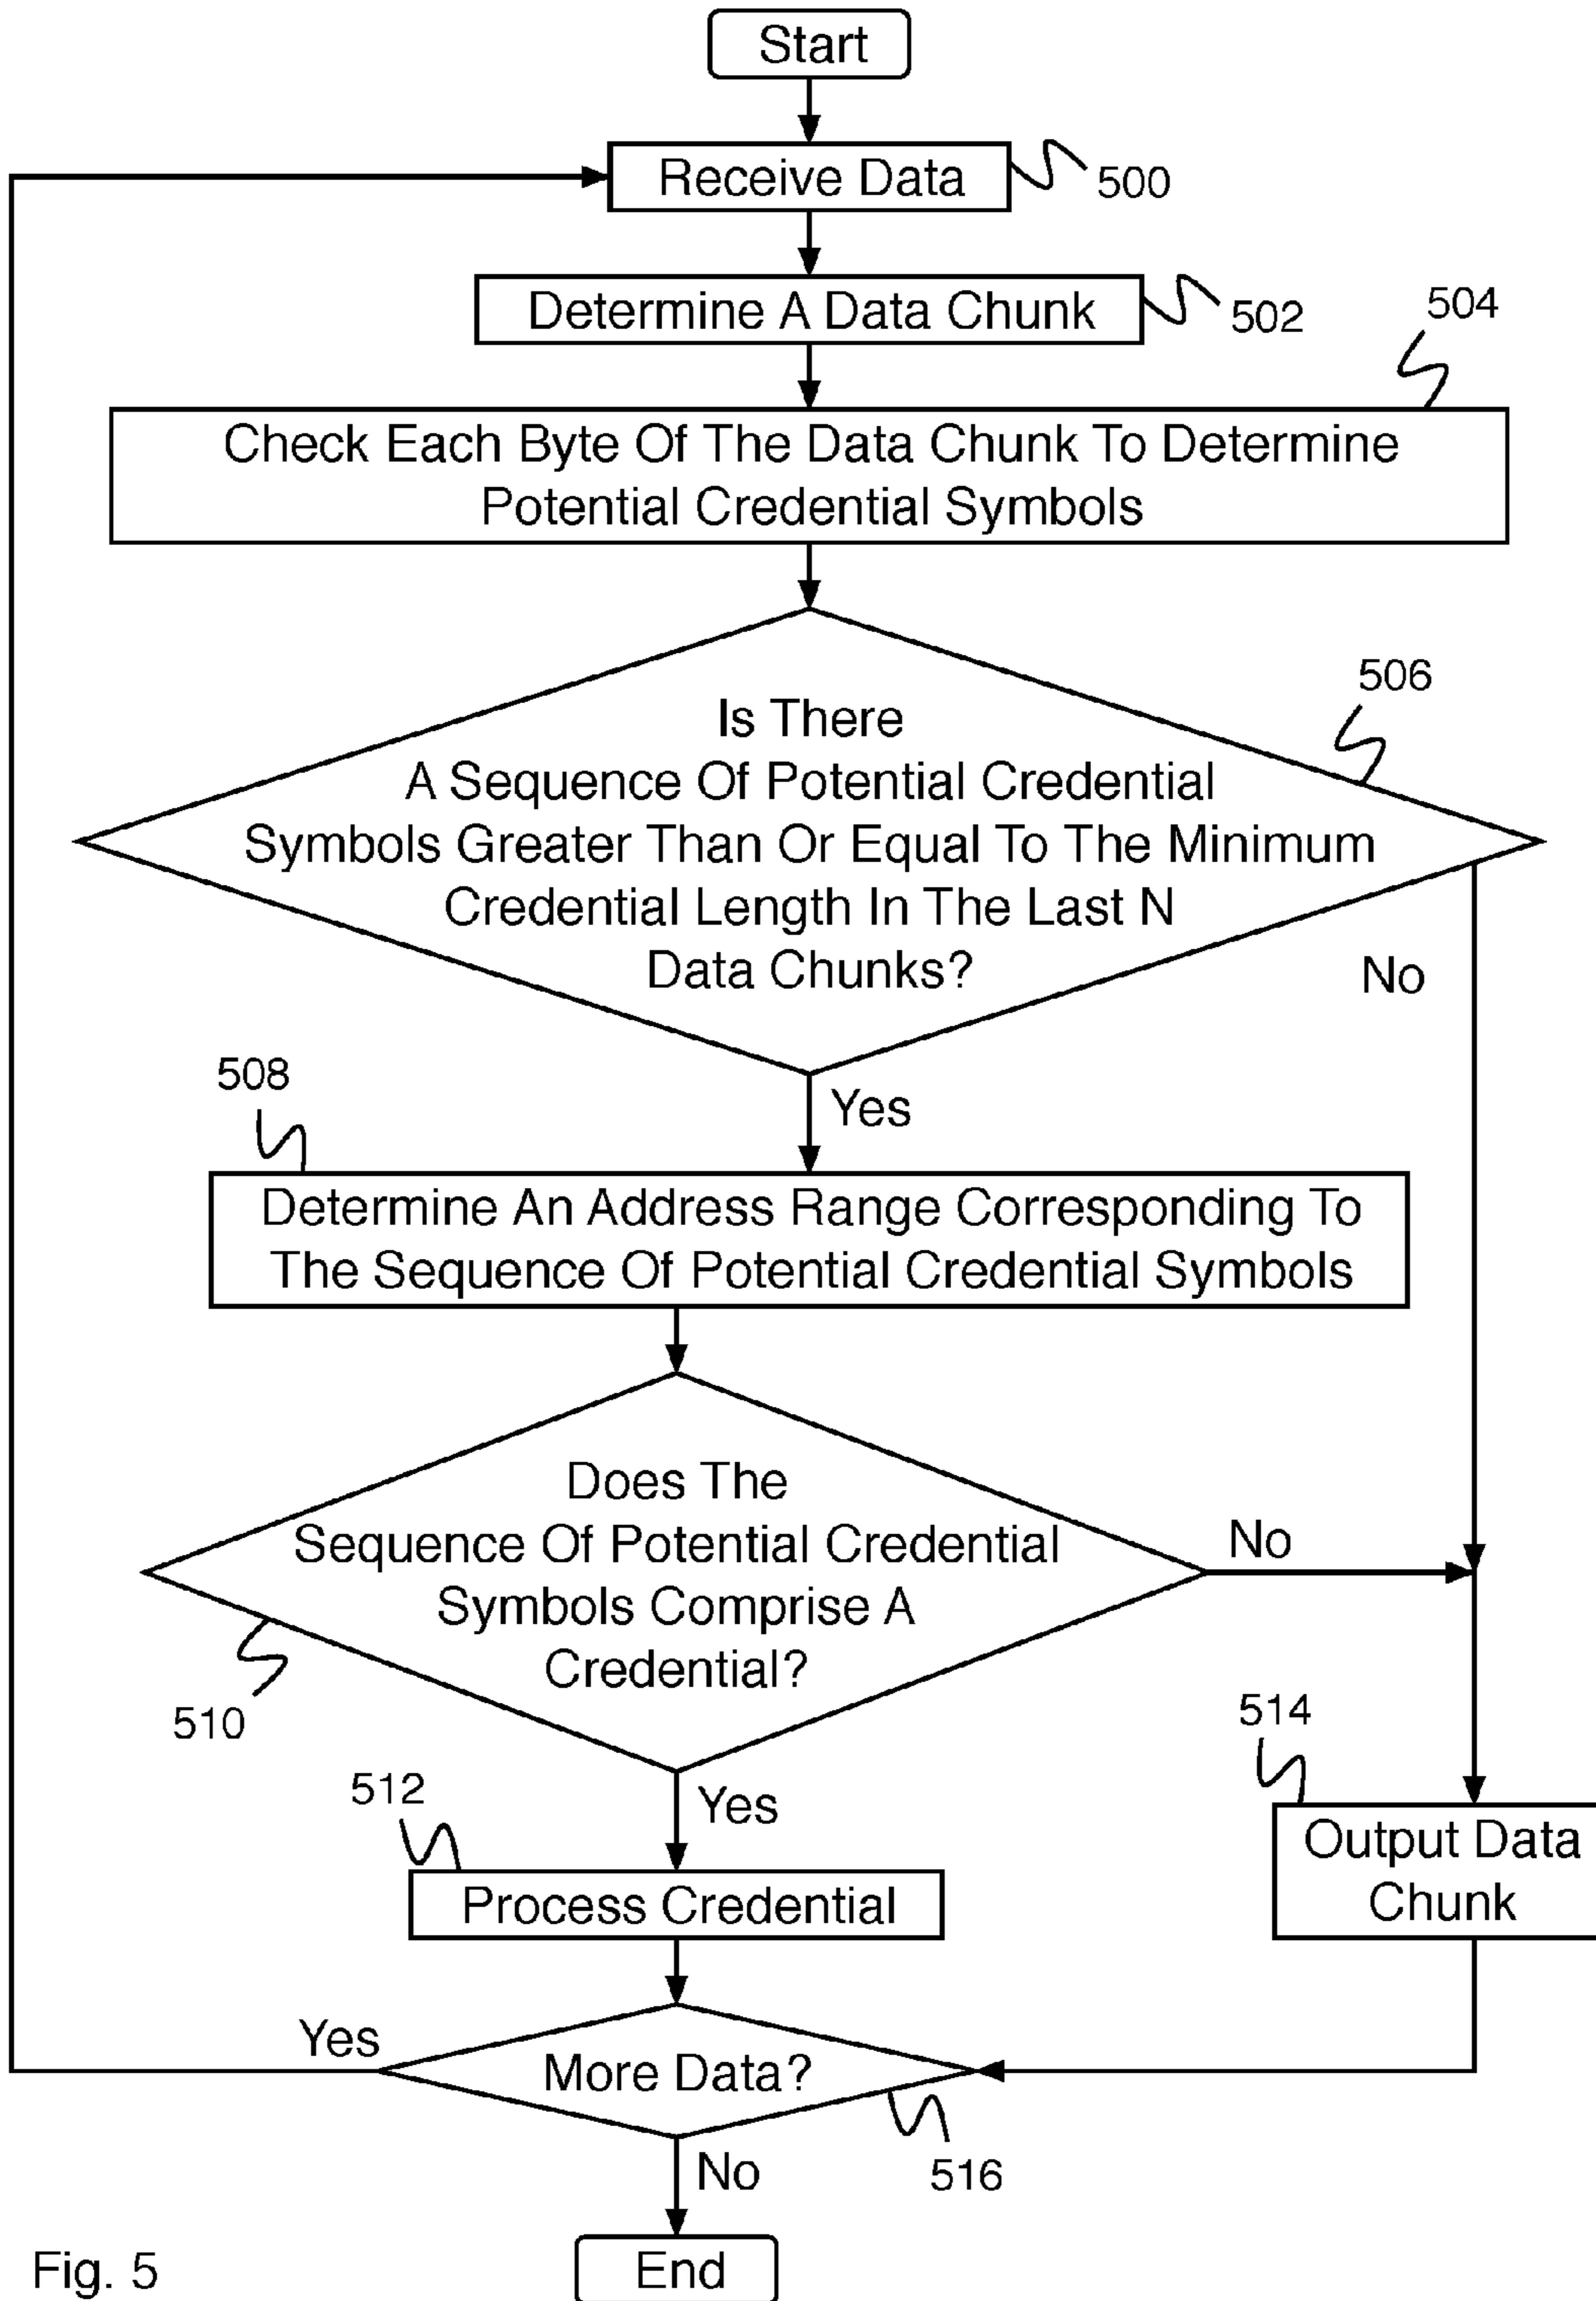 Start
Receive Data
500
Determine A Data Chunk
502
504
Check Each Byte Of The Data Chunk To Determine
Potential Credential Symbols
506
Is There
A Sequence Of Potential Credential
Symbols Greater Than Or Equal To The Minimum
Credential Length In The Last N
Data Chunks?
No
Yes
508
Determine An Address Range Corresponding To
The Sequence Of Potential Credential Symbols
Does The
Sequence Of Potential Credential
Symbols Comprise A
Credential?
No
510
Yes
512
Process Credential
514
Output Data
Chunk
Yes
More Data?
516
No
End
Fig. 5